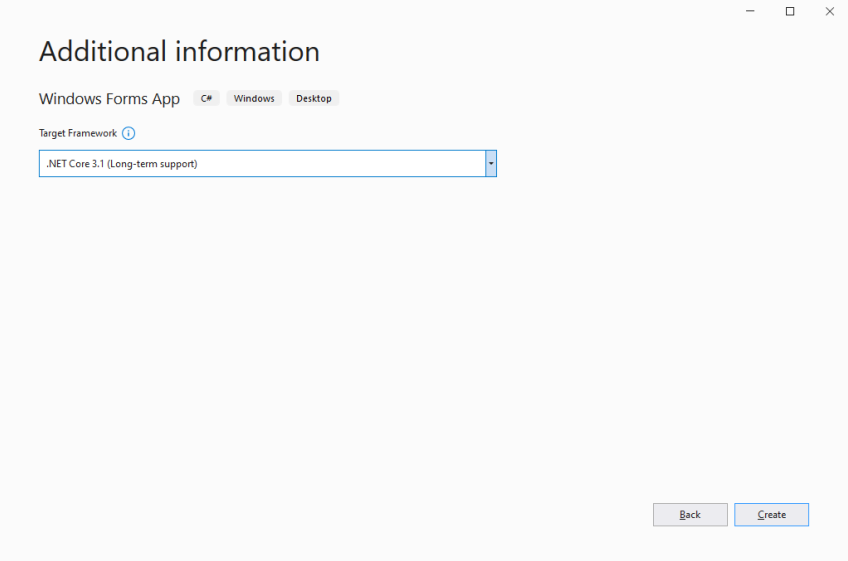 Additional information
Windows Forms App C# Windows Desktop
Target Framework
.NET Core 3.1 (Long-term support)
Back Create